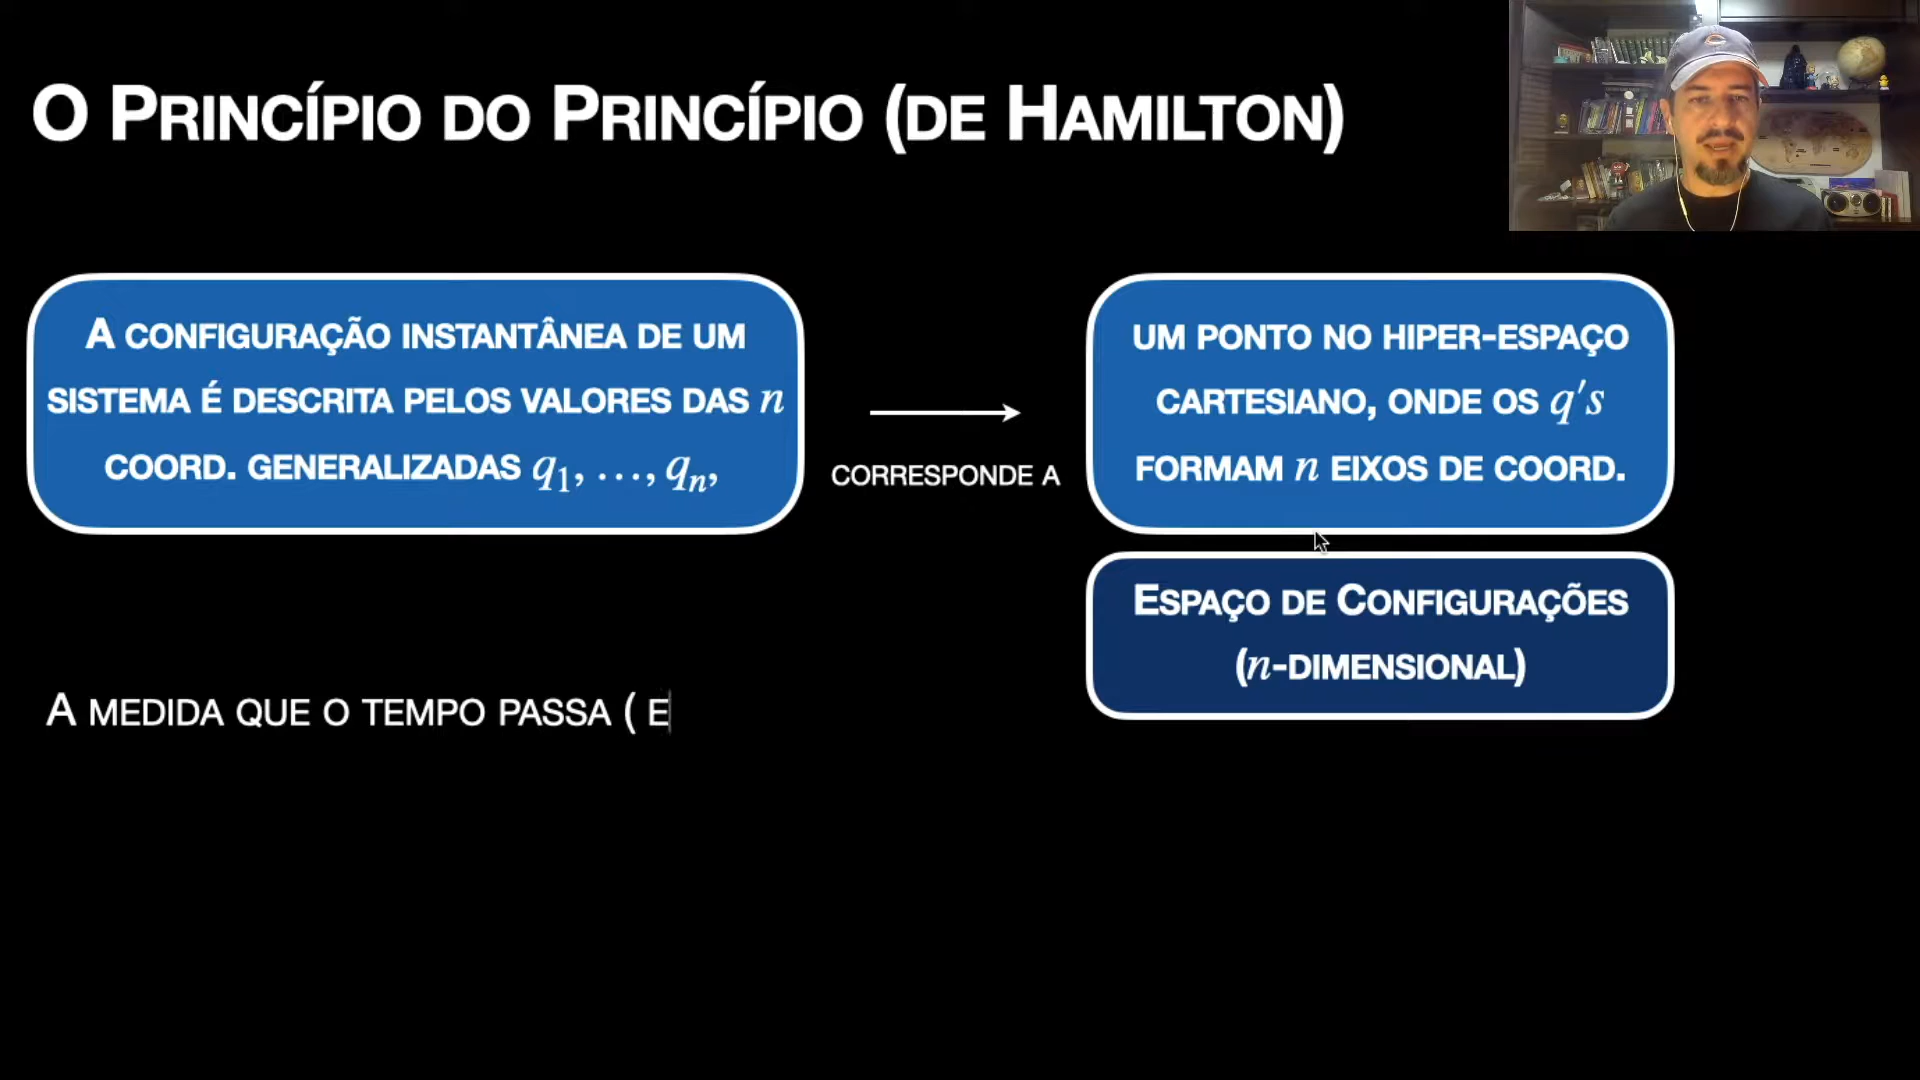 O Princípio do Princípio (de Hamilton)
A configuração instantânea de um
sistema é descrita pelos valores das n
coord. generalizadas q₁, …, qₙ,
corresponde a
um ponto no hiper-espaço
cartesiano, onde os q's
formam n eixos de coord.
Espaço de Configurações
(n-dimensional)
A medida que o tempo passa ( e